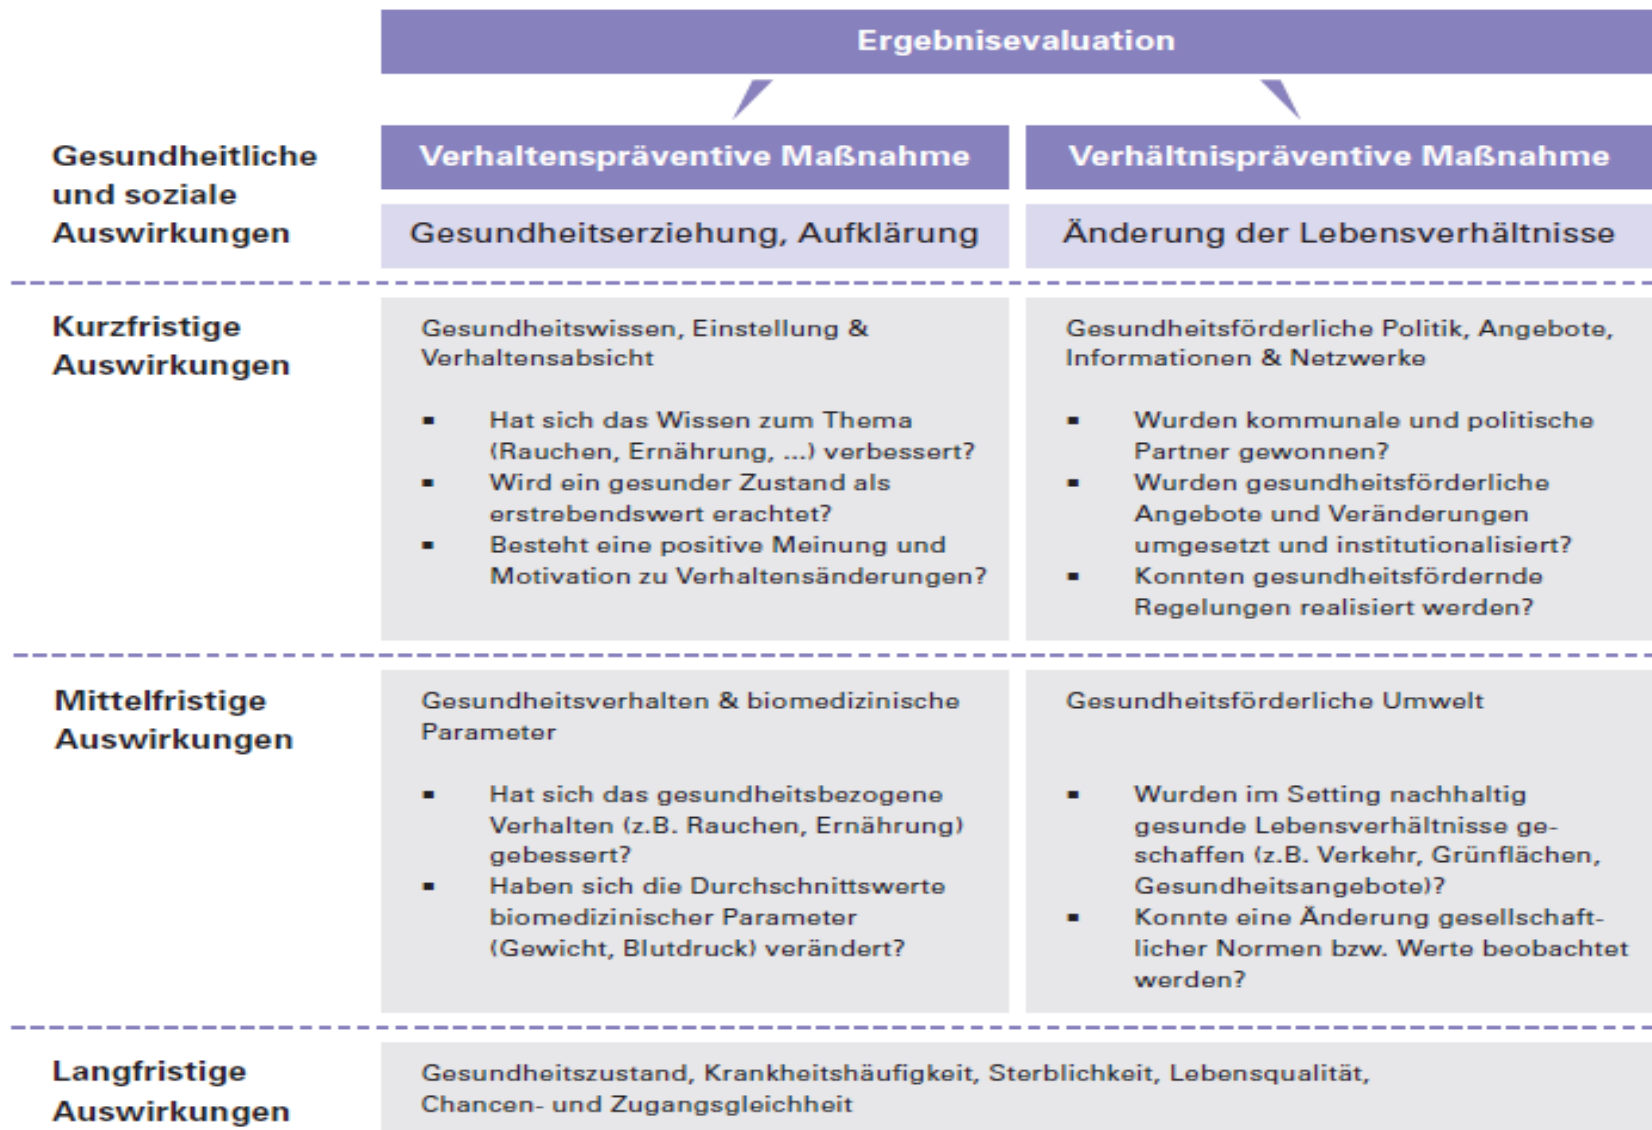 Ergebnisevaluation
Gesundheitliche
und soziale
Auswirkungen
Verhaltenspräventive Maßnahme
Verhältnispräventive Maßnahme
Gesundheitserziehung, Aufklärung
Änderung der Lebensverhältnisse
Kurzfristige
Auswirkungen
Gesundheitswissen, Einstellung &
Verhaltensabsicht
▪ Hat sich das Wissen zum Thema
(Rauchen, Ernährung, ...) verbessert?
▪ Wird ein gesunder Zustand als
erstrebendswert erachtet?
▪ Besteht eine positive Meinung und
Motivation zu Verhaltensänderungen?
Gesundheitsförderliche Politik, Angebote,
Informationen & Netzwerke
▪ Wurden kommunale und politische
Partner gewonnen?
▪ Wurden gesundheitsförderliche
Angebote und Veränderungen
umgesetzt und institutionalisiert?
▪ Konnten gesundheitsfördernde
Regelungen realisiert werden?
Mittelfristige
Auswirkungen
Gesundheitsverhalten & biomedizinische
Parameter
▪ Hat sich das gesundheitsbezogene
Verhalten (z.B. Rauchen, Ernährung)
gebessert?
▪ Haben sich die Durchschnittswerte
biomedizinischer Parameter
(Gewicht, Blutdruck) verändert?
Gesundheitsförderliche Umwelt
▪ Wurden im Setting nachhaltig
gesunde Lebensverhältnisse ge-
schaffen (z.B. Verkehr, Grünflächen,
Gesundheitsangebote)?
▪ Konnte eine Änderung gesellschaft-
licher Normen bzw. Werte beobachtet
werden?
Langfristige
Auswirkungen
Gesundheitszustand, Krankheitshäufigkeit, Sterblichkeit, Lebensqualität,
Chancen- und Zugangsgleichheit